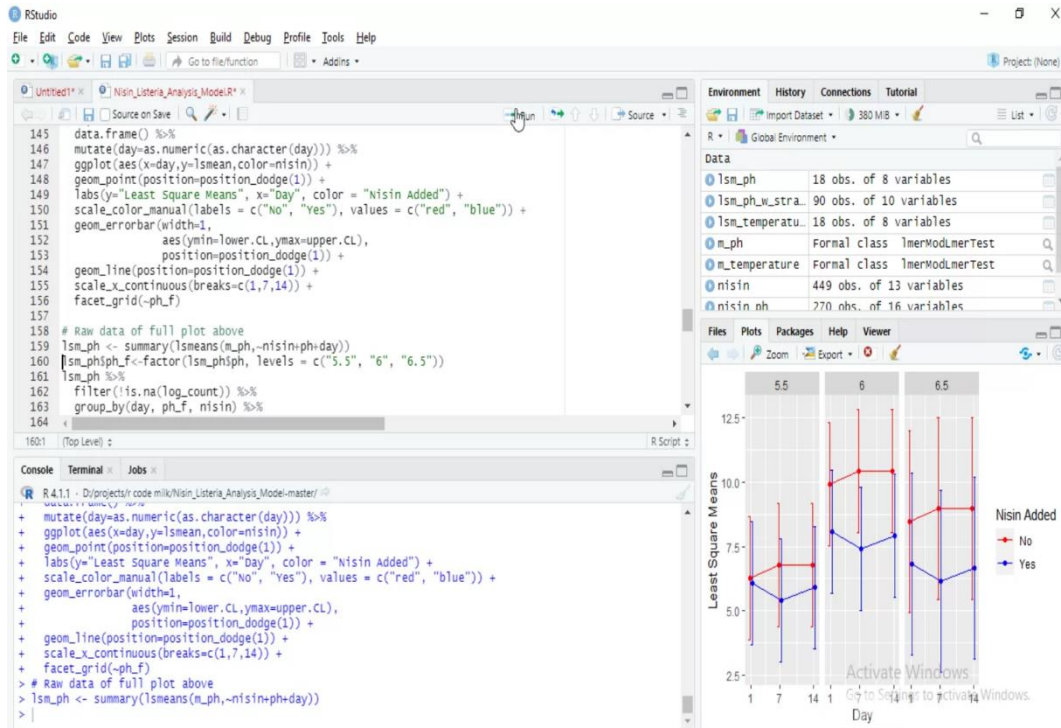 RStudio
File Edit Code View Plots Session Build Debug Profile Tools Help
Go to file/function Addins
Project: (None)
Untitled1* Nisin_Listeria_Analysis_Model.R*
Source on Save Run Source
145 data.frame() %>%
146 mutate(day=as.numeric(as.character(day))) %>%
147 ggplot(aes(x=day,y=lsmean,color=nisin)) +
148 geom_point(position=position_dodge(1)) +
149 labs(y="Least Square Means", x="Day", color = "Nisin Added") +
150 scale_color_manual(labels = c("No", "Yes"), values = c("red", "blue")) +
151 geom_errorbar(width=1,
152 aes(ymin=lower.CL,ymax=upper.CL),
153 position=position_dodge(1)) +
154 geom_line(position=position_dodge(1)) +
155 scale_x_continuous(breaks=c(1,7,14)) +
156 facet_grid(~ph_f)
157
158 # Raw data of full plot above
159 lsm_ph <- summary(lsmeans(m_ph,~nisin+ph+day))
160 lsm_ph$ph_f<-factor(lsm_ph$ph, levels = c("5.5", "6", "6.5"))
161 lsm_ph %>%
162 filter(!is.na(log_count)) %>%
163 group_by(day, ph_f, nisin) %>%
164
160:1 (Top Level) R Script
Console Terminal Jobs
R 4.1.1 · D:/projects/r code milk/Nisin_Listeria_Analysis_Model-master/
+ data.frame() %>%
+ mutate(day=as.numeric(as.character(day))) %>%
+ ggplot(aes(x=day,y=lsmean,color=nisin)) +
+ geom_point(position=position_dodge(1)) +
+ labs(y="Least Square Means", x="Day", color = "Nisin Added") +
+ scale_color_manual(labels = c("No", "Yes"), values = c("red", "blue")) +
+ geom_errorbar(width=1,
+ aes(ymin=lower.CL,ymax=upper.CL),
+ position=position_dodge(1)) +
+ geom_line(position=position_dodge(1)) +
+ scale_x_continuous(breaks=c(1,7,14)) +
+ facet_grid(~ph_f)
> # Raw data of full plot above
> lsm_ph <- summary(lsmeans(m_ph,~nisin+ph+day))
>
Environment History Connections Tutorial
Import Dataset 380 MiB List
R Global Environment
Data
lsm_ph 18 obs. of 8 variables
lsm_ph_w_stra… 90 obs. of 10 variables
lsm_temperatu… 18 obs. of 8 variables
m_ph Formal class lmerModLmerTest
m_temperature Formal class lmerModLmerTest
nisin 449 obs. of 13 variables
nisin_ph 270 obs. of 16 variables
Files Plots Packages Help Viewer
Zoom Export
5.5 6 6.5
12.5
10.0
7.5
5.0
2.5
Least Square Means
1 7 14 1 7 14 1 7 14
Day
Nisin Added
No
Yes
Activate Windows
Go to Settings to activate Windows.